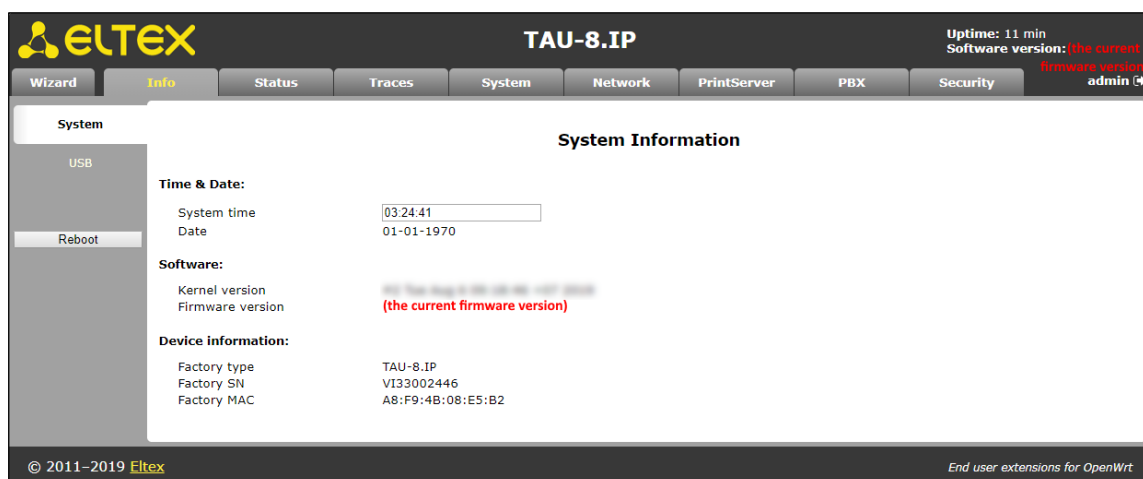 ELTEX
TAU-8.IP
Uptime: 11 min
Software version:(the current
firmware version
admin
Wizard
Info
Status
Traces
System
Network
PrintServer
PBX
Security
System
USB
Reboot
System Information
Time & Date:
System time 03:24:41
Date 01-01-1970
Software:
Kernel version
Firmware version (the current firmware version)
Device information:
Factory type TAU-8.IP
Factory SN VI33002446
Factory MAC A8:F9:4B:08:E5:B2
© 2011–2019 Eltex
End user extensions for OpenWrt